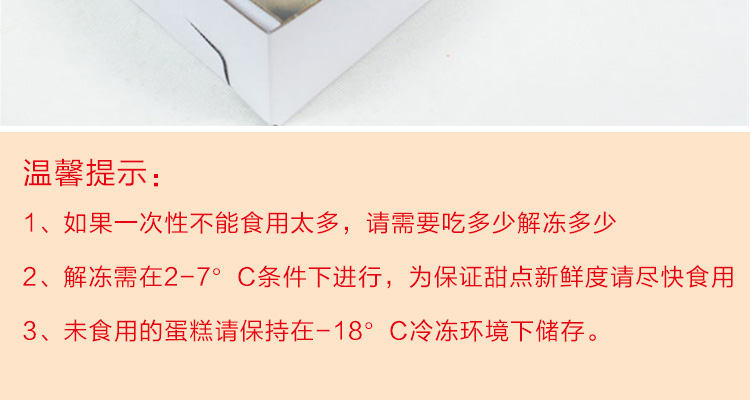 温馨提示：
1、如果一次性不能食用太多，请需要吃多少解冻多少
2、解冻需在2-7°C条件下进行，为保证甜点新鲜度请尽快食用
3、未食用的蛋糕请保持在-18°C冷冻环境下储存。